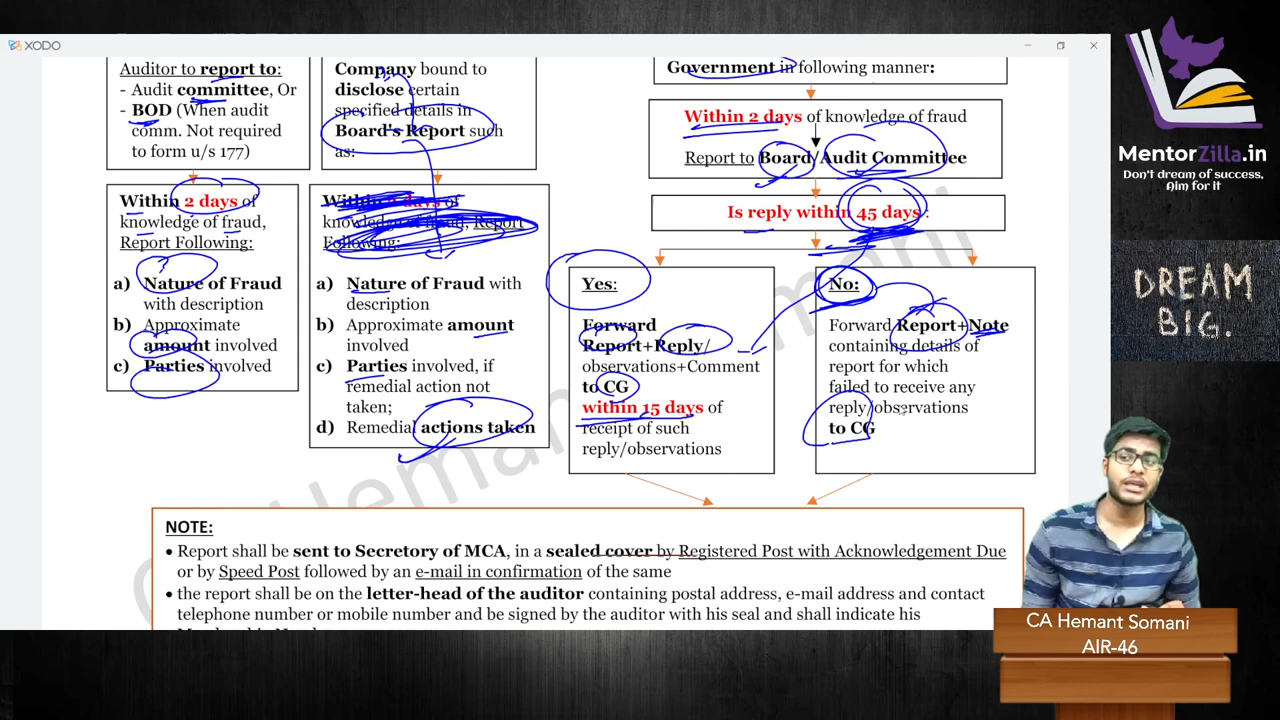 XODO
Auditor to report to:
- Audit committee, Or
- BOD (When audit
comm. Not required
to form u/s 177)
Company bound to
disclose certain
specified details in
Board's Report such
as:
Government in following manner:
Within 2 days of knowledge of fraud
Report to Board/Audit Committee
Is reply within 45 days :
Within 2 days of
knowledge of fraud,
Report Following:
a) Nature of Fraud
with description
b) Approximate
amount involved
c) Parties involved
Within 2 days of
knowledge of fraud, Report
Following:
a) Nature of Fraud with
description
b) Approximate amount
involved
c) Parties involved, if
remedial action not
taken;
d) Remedial actions taken
Yes:
Forward
Report+Reply/
observations+Comment
to CG
within 15 days of
receipt of such
reply/observations
No:
Forward Report+Note
containing details of
report for which
failed to receive any
reply/observations
to CG
NOTE:
• Report shall be sent to Secretary of MCA, in a sealed cover by Registered Post with Acknowledgement Due
or by Speed Post followed by an e-mail in confirmation of the same
• the report shall be on the letter-head of the auditor containing postal address, e-mail address and contact
telephone number or mobile number and be signed by the auditor with his seal and shall indicate his
MentorZilla.in
Don't dream of success,
Aim for it
DREAM
BIG.
CA Hemant Somani
AIR-46